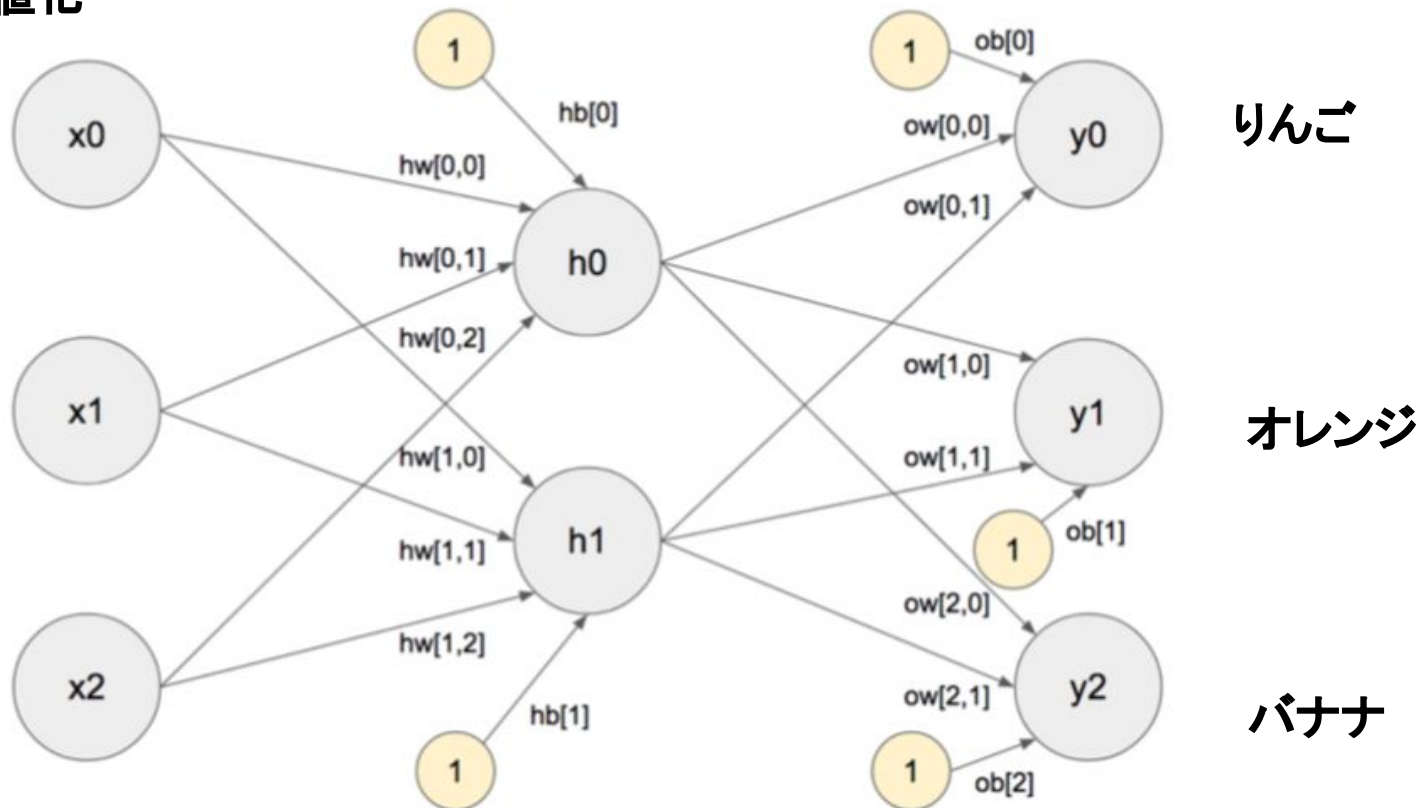 1
1
ob[0]
x0
hb[0]
ow[0,0]
y0
りんご
hw[0,0]
ow[0,1]
hw[0,1]
h0
hw[0,2]
ow[1,0]
x1
y1
オレンジ
hw[1,0]
ow[1,1]
h1
ob[1]
1
hw[1,1]
ow[2,0]
hw[1,2]
x2
ow[2,1]
y2
バナナ
hb[1]
1
1
ob[2]